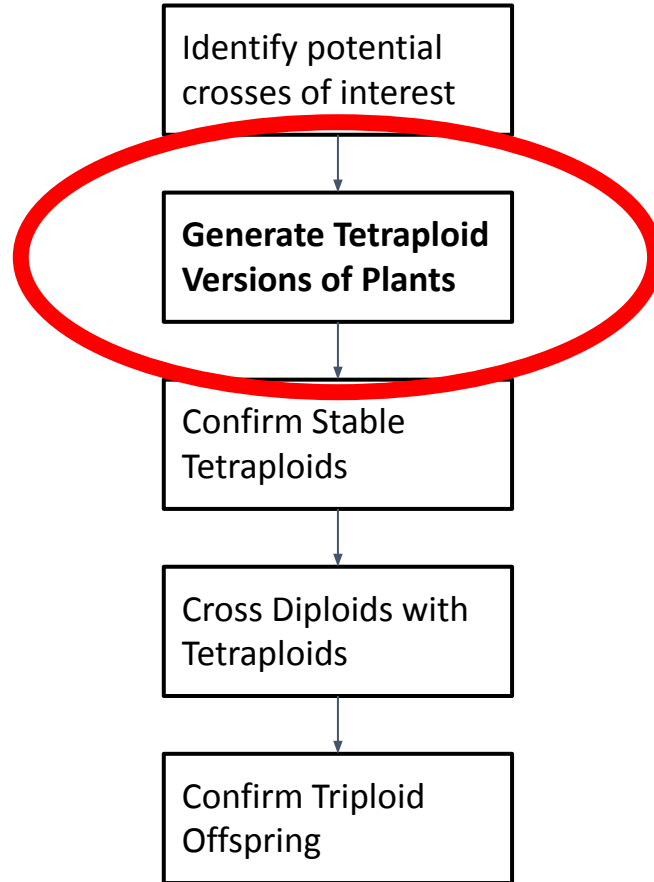 Identify potential
crosses of interest
Generate Tetraploid
Versions of Plants
Confirm Stable
Tetraploids
Cross Diploids with
Tetraploids
Confirm Triploid
Offspring